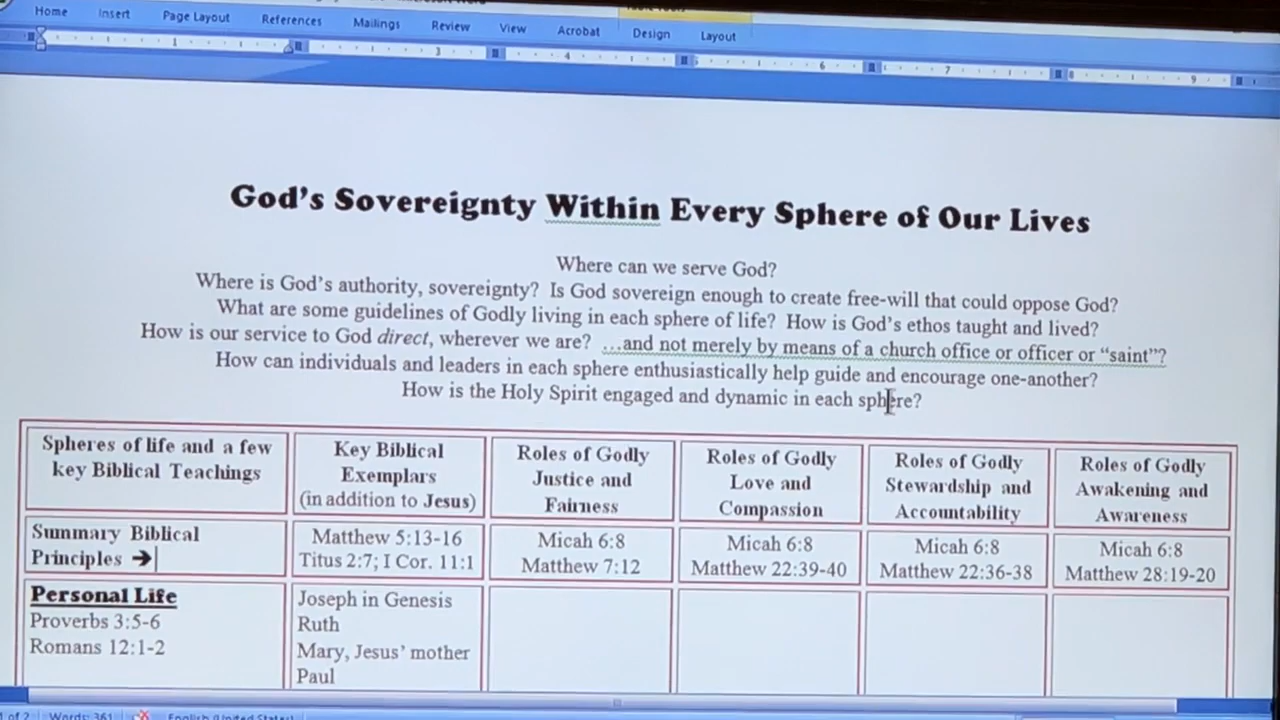 Home Insert Page Layout References Mailings Review View Acrobat Design Layout
1 3 4 6 7 8 9
God's Sovereignty Within Every Sphere of Our Lives
Where can we serve God?
Where is God's authority, sovereignty? Is God sovereign enough to create free-will that could oppose God?
What are some guidelines of Godly living in each sphere of life? How is God's ethos taught and lived?
How is our service to God direct, wherever we are? …and not merely by means of a church office or officer or “saint”?
How can individuals and leaders in each sphere enthusiastically help guide and encourage one-another?
How is the Holy Spirit engaged and dynamic in each sphere?
Spheres of life and a few
key Biblical Teachings
Key Biblical
Exemplars
(in addition to Jesus)
Roles of Godly
Justice and
Fairness
Roles of Godly
Love and
Compassion
Roles of Godly
Stewardship and
Accountability
Roles of Godly
Awakening and
Awareness
Summary Biblical
Principles ➔
Matthew 5:13-16
Titus 2:7; I Cor. 11:1
Micah 6:8
Matthew 7:12
Micah 6:8
Matthew 22:39-40
Micah 6:8
Matthew 22:36-38
Micah 6:8
Matthew 28:19-20
Personal Life
Proverbs 3:5-6
Romans 12:1-2
Joseph in Genesis
Ruth
Mary, Jesus' mother
Paul
1 of 2 Words: 361 English (United States)